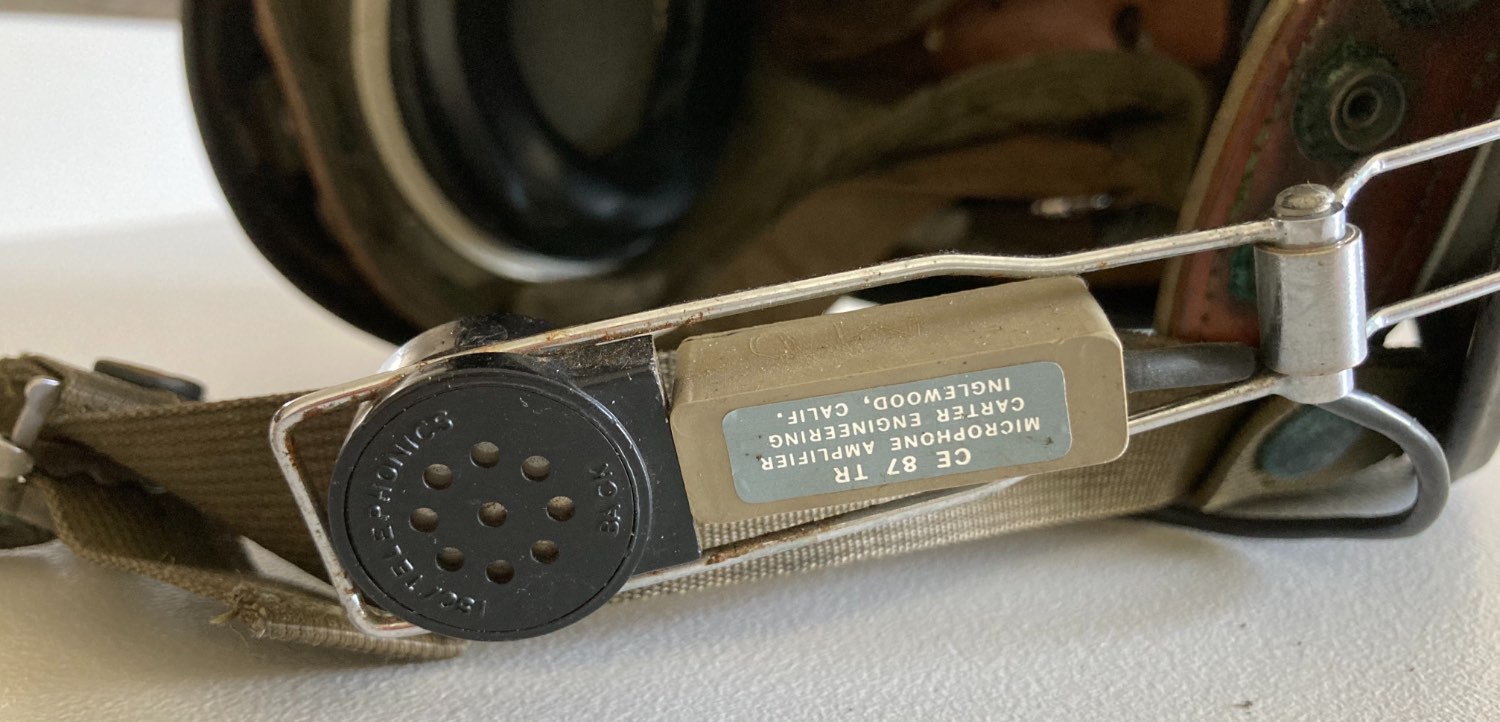 CE 87 TR
MICROPHONE AMPLIFIER
CARTER ENGINEERING
INGLEWOOD, CALIF.
ISC/TELEPHONICS
BACK